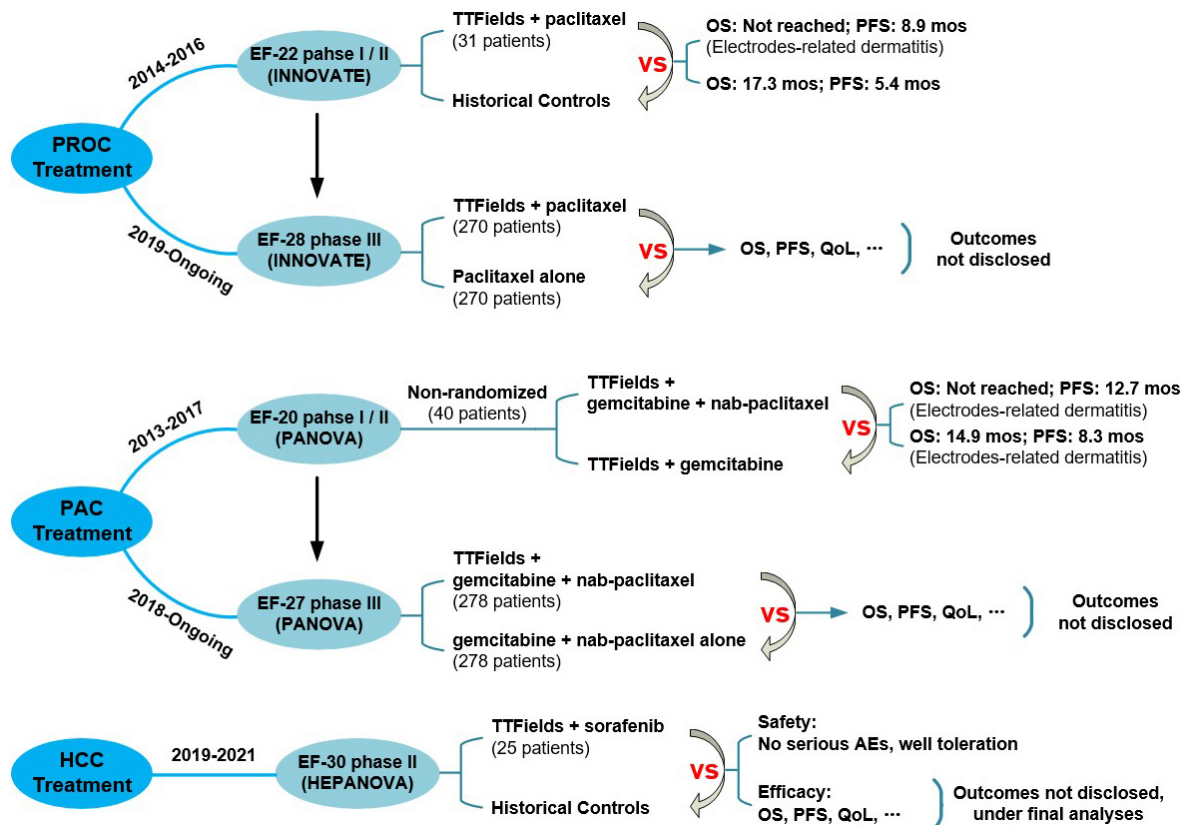 PROC
Treatment
2014-2016
EF-22 pahse I / II
(INNOVATE)
TTFields + paclitaxel
(31 patients)
Historical Controls
VS
OS: Not reached; PFS: 8.9 mos
(Electrodes-related dermatitis)
OS: 17.3 mos; PFS: 5.4 mos
2019-Ongoing
EF-28 phase III
(INNOVATE)
TTFields + paclitaxel
(270 patients)
Paclitaxel alone
(270 patients)
VS
OS, PFS, QoL, ···
Outcomes
not disclosed
PAC
Treatment
2013-2017
EF-20 pahse I / II
(PANOVA)
Non-randomized
(40 patients)
TTFields +
gemcitabine + nab-paclitaxel
TTFields + gemcitabine
VS
OS: Not reached; PFS: 12.7 mos
(Electrodes-related dermatitis)
OS: 14.9 mos; PFS: 8.3 mos
(Electrodes-related dermatitis)
2018-Ongoing
EF-27 phase III
(PANOVA)
TTFields +
gemcitabine + nab-paclitaxel
(278 patients)
gemcitabine + nab-paclitaxel alone
(278 patients)
VS
OS, PFS, QoL, ···
Outcomes
not disclosed
HCC
Treatment
2019-2021
EF-30 phase II
(HEPANOVA)
TTFields + sorafenib
(25 patients)
Historical Controls
VS
Safety:
No serious AEs, well toleration
Efficacy:
OS, PFS, QoL, ···
Outcomes not disclosed,
under final analyses